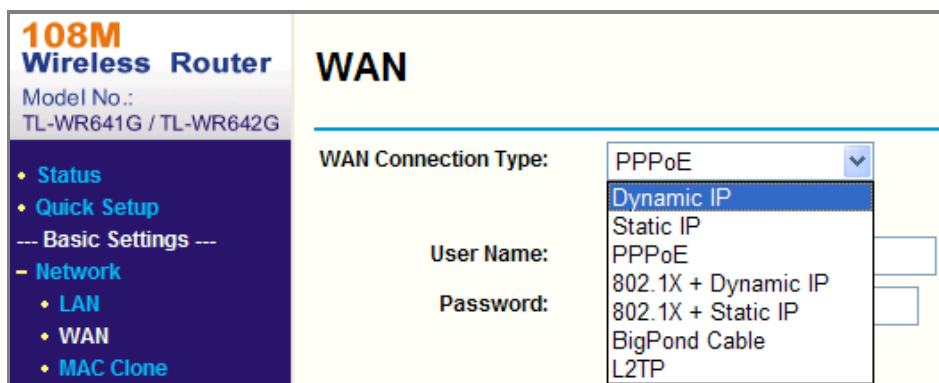 108M
Wireless Router
Model No.:
TL-WR641G / TL-WR642G
• Status
• Quick Setup
--- Basic Settings ---
– Network
• LAN
• WAN
• MAC Clone
WAN
WAN Connection Type: PPPoE
Dynamic IP
Static IP
PPPoE
802.1X + Dynamic IP
802.1X + Static IP
BigPond Cable
L2TP
User Name:
Password: